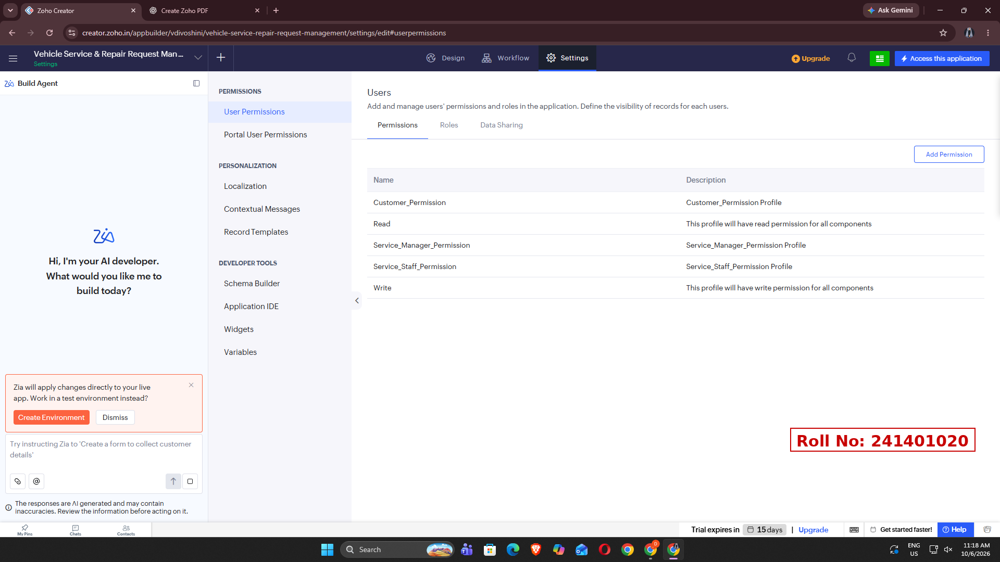 Zoho Creator
Create Zoho PDF
Ask Gemini
creator.zoho.in/appbuilder/vdivoshini/vehicle-service-repair-request-management/settings/edit#userpermissions
Vehicle Service & Repair Request Man...
Settings
Design
Workflow
Settings
Upgrade
Access this application
Zia Build Agent
PERMISSIONS
User Permissions
Portal User Permissions
PERSONALIZATION
Localization
Contextual Messages
Record Templates
DEVELOPER TOOLS
Schema Builder
Application IDE
Widgets
Variables
Users
Add and manage users' permissions and roles in the application. Define the visibility of records for each users.
Permissions Roles Data Sharing
Add Permission
Name Description
Customer_Permission Customer_Permission Profile
Read This profile will have read permission for all components
Service_Manager_Permission Service_Manager_Permission Profile
Service_Staff_Permission Service_Staff_Permission Profile
Write This profile will have write permission for all components
Zia
Hi, I'm your AI developer.
What would you like me to
build today?
Zia will apply changes directly to your live
app. Work in a test environment instead?
Create Environment Dismiss
Try instructing Zia to 'Create a form to collect customer
details'
The responses are AI generated and may contain
inaccuracies. Review the information before acting on it.
Roll No: 241401020
My Pins
Chats
Contacts
Trial expires in 15 days | Upgrade
Get started faster!
Help
Search
D
ENG
US
11:18 AM
10/6/2026